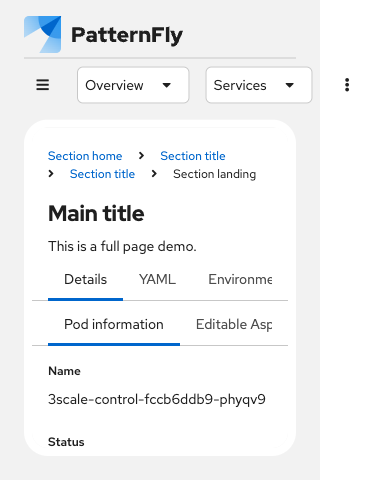 PatternFly
Overview Services
Section home Section title
Section title Section landing
Main title
This is a full page demo.
Details YAML Environme
Pod information Editable Asp
Name
3scale-control-fccb6ddb9-phyqv9
Status